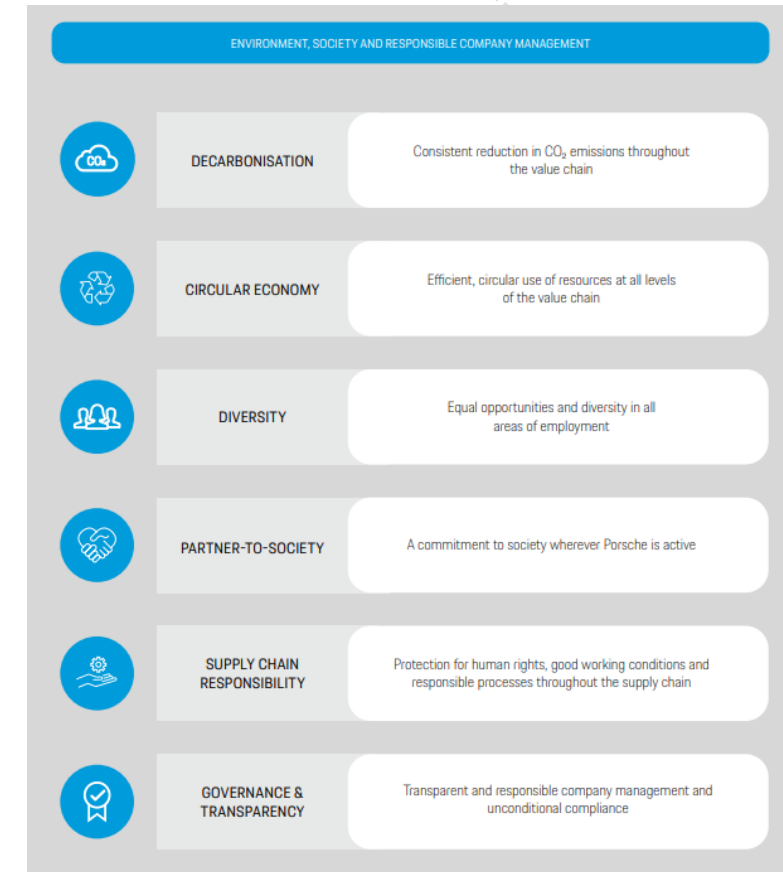 ENVIRONMENT, SOCIETY AND RESPONSIBLE COMPANY MANAGEMENT
CO₂
DECARBONISATION
Consistent reduction in CO₂ emissions throughout
the value chain
CIRCULAR ECONOMY
Efficient, circular use of resources at all levels
of the value chain
DIVERSITY
Equal opportunities and diversity in all
areas of employment
PARTNER-TO-SOCIETY
A commitment to society wherever Porsche is active
SUPPLY CHAIN
RESPONSIBILITY
Protection for human rights, good working conditions and
responsible processes throughout the supply chain
GOVERNANCE &
TRANSPARENCY
Transparent and responsible company management and
unconditional compliance